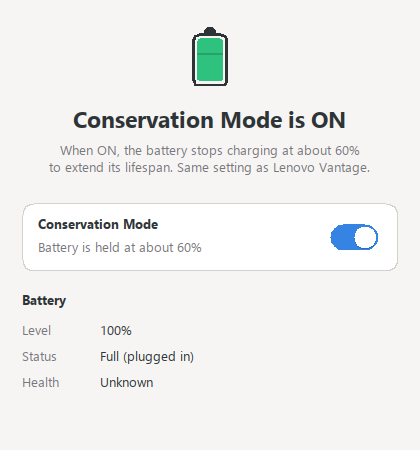 Conservation Mode is ON
When ON, the battery stops charging at about 60%
to extend its lifespan. Same setting as Lenovo Vantage.
Conservation Mode
Battery is held at about 60%
Battery
Level 100%
Status Full (plugged in)
Health Unknown